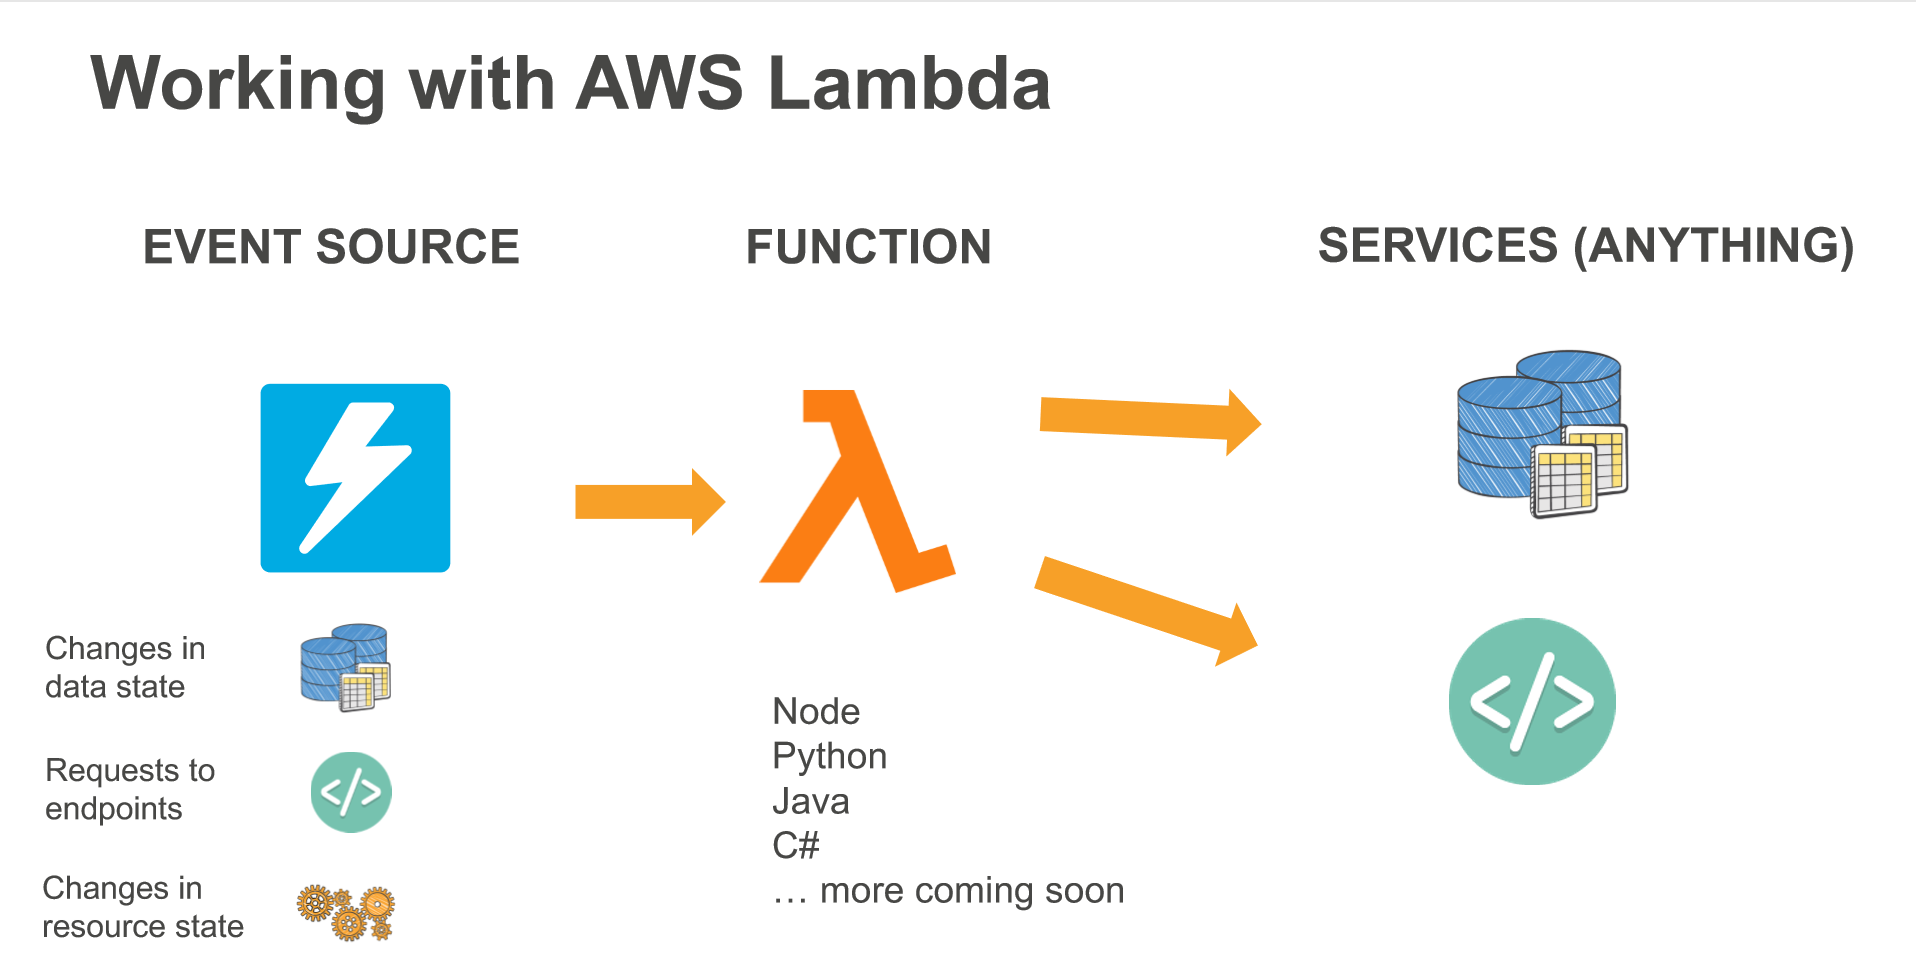 Working with AWS Lambda
EVENT SOURCE
FUNCTION
SERVICES (ANYTHING)
Changes in
data state
Requests to
endpoints
Changes in
resource state
Node
Python
Java
C#
… more coming soon